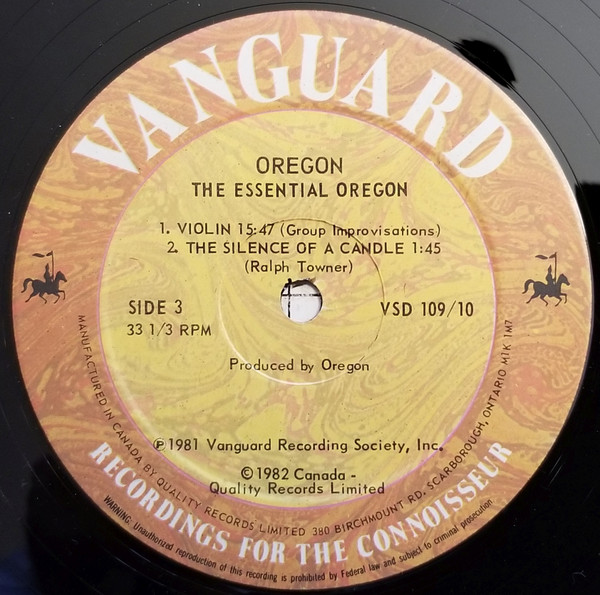 VANGUARD
OREGON
THE ESSENTIAL OREGON
1. VIOLIN 15:47 (Group Improvisations)
2. THE SILENCE OF A CANDLE 1:45
(Ralph Towner)
SIDE 3
33 1/3 RPM
VSD 109/10
Produced by Oregon
℗1981 Vanguard Recording Society, Inc.
©1982 Canada -
Quality Records Limited
MANUFACTURED IN CANADA BY QUALITY RECORDS LIMITED 380 BIRCHMOUNT RD. SCARBOROUGH, ONTARIO M1K 1M7
RECORDINGS FOR THE CONNOISSEUR
WARNING: Unauthorized reproduction of this recording is prohibited by Federal law and subject to criminal prosecution